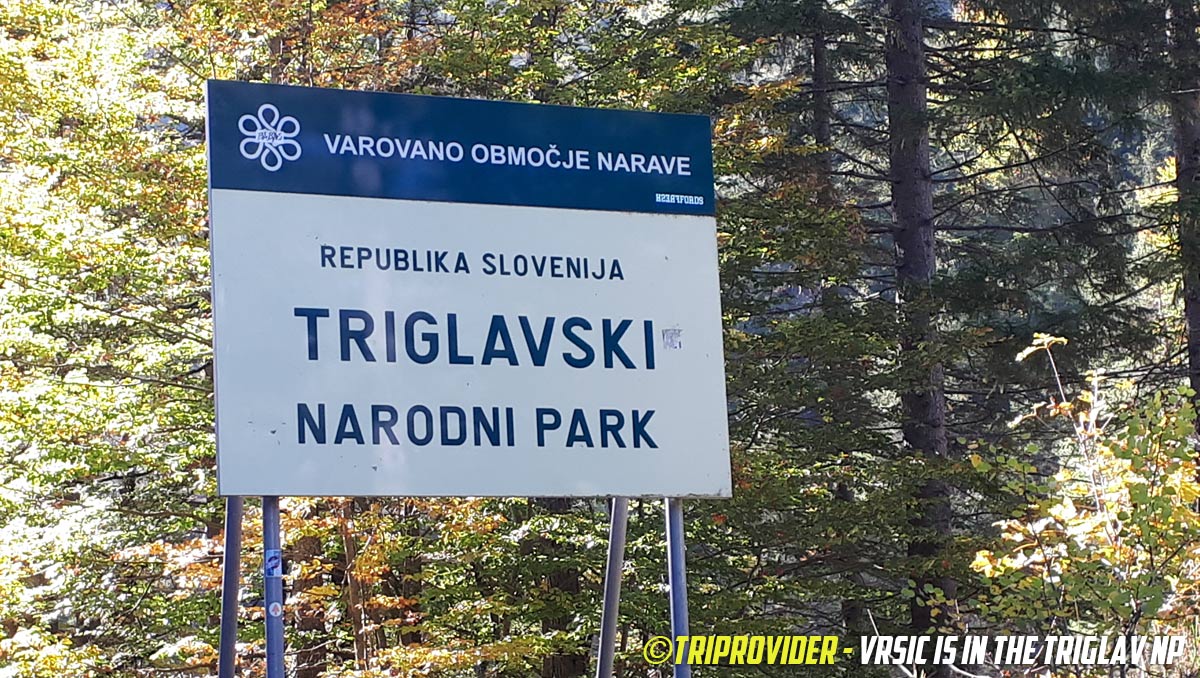 VAROVANO OBMOČJE NARAVE
REPUBLIKA SLOVENIJA
TRIGLAVSKI
NARODNI PARK
©TRIPROVIDER - VRSIC IS IN THE TRIGLAV NP